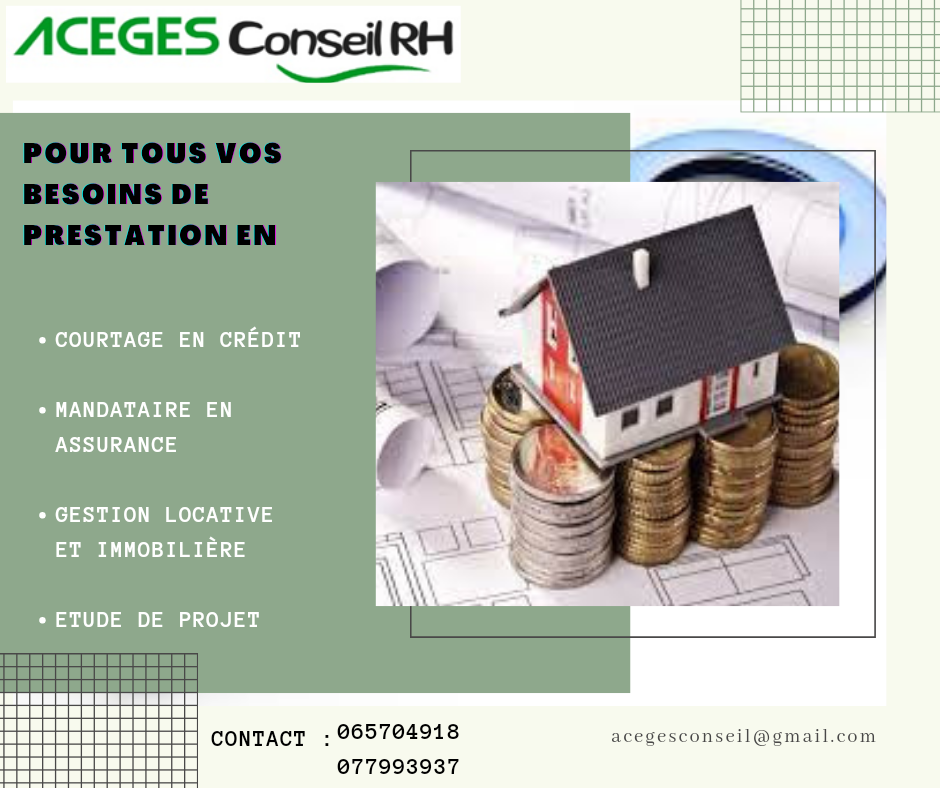 ACEGES Conseil RH
POUR TOUS VOS
BESOINS DE
PRESTATION EN
• COURTAGE EN CRÉDIT
• MANDATAIRE EN
ASSURANCE
• GESTION LOCATIVE
ET IMMOBILIÈRE
• ETUDE DE PROJET
CONTACT : 065704918
077993937
acegesconseil@gmail.com